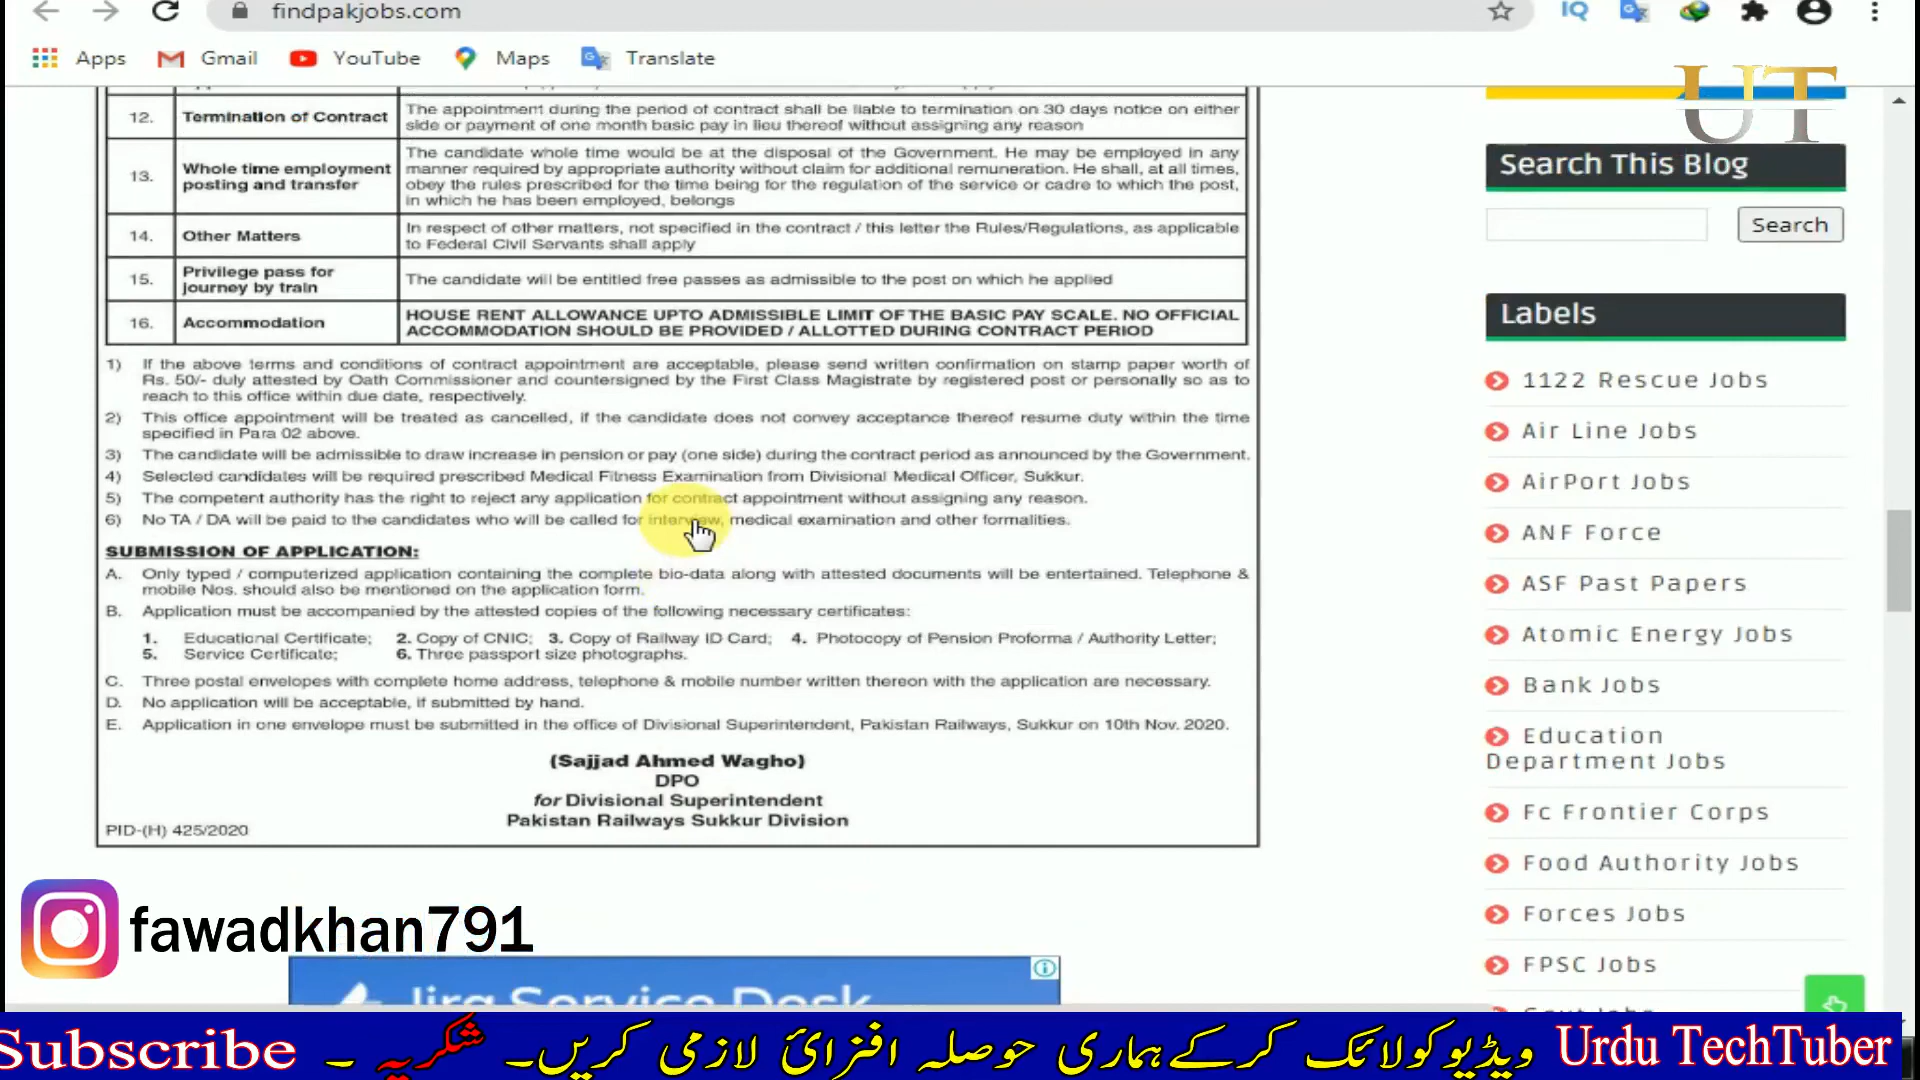 findpakjobs.com
Apps Gmail YouTube Maps Translate
UT
12. Termination of Contract The appointment during the period of contract shall be liable to termination on 30 days notice on either
side or payment of one month basic pay in lieu thereof without assigning any reason
13. Whole time employment posting and transfer The candidate whole time would be at the disposal of the Government. He may be employed in any
manner required by appropriate authority without claim for additional remuneration. He shall, at all times,
obey the rules prescribed for the time being for the regulation of the service or cadre to which the post,
in which he has been employed, belongs
14. Other Matters In respect of other matters, not specified in the contract / this letter the Rules/Regulations, as applicable
to Federal Civil Servants shall apply
15. Privilege pass for journey by train The candidate will be entitled free passes as admissible to the post on which he applied
16. Accommodation HOUSE RENT ALLOWANCE UPTO ADMISSIBLE LIMIT OF THE BASIC PAY SCALE. NO OFFICIAL
ACCOMMODATION SHOULD BE PROVIDED / ALLOTTED DURING CONTRACT PERIOD
1) If the above terms and conditions of contract appointment are acceptable, please send written confirmation on stamp paper worth of
Rs. 50/- duly attested by Oath Commissioner and countersigned by the First Class Magistrate by registered post or personally so as to
reach to this office within due date, respectively.
2) This office appointment will be treated as cancelled, if the candidate does not convey acceptance thereof resume duty within the time
specified in Para 02 above.
3) The candidate will be admissible to draw increase in pension or pay (one side) during the contract period as announced by the Government.
4) Selected candidates will be required prescribed Medical Fitness Examination from Divisional Medical Officer, Sukkur.
5) The competent authority has the right to reject any application for contract appointment without assigning any reason.
6) No TA / DA will be paid to the candidates who will be called for interview, medical examination and other formalities.
SUBMISSION OF APPLICATION:
A. Only typed / computerized application containing the complete bio-data along with attested documents will be entertained. Telephone &
mobile Nos. should also be mentioned on the application form.
B. Application must be accompanied by the attested copies of the following necessary certificates:
1. Educational Certificate; 2. Copy of CNIC; 3. Copy of Railway ID Card; 4. Photocopy of Pension Proforma / Authority Letter;
5. Service Certificate; 6. Three passport size photographs.
C. Three postal envelopes with complete home address, telephone & mobile number written thereon with the application are necessary.
D. No application will be acceptable, if submitted by hand.
E. Application in one envelope must be submitted in the office of Divisional Superintendent, Pakistan Railways, Sukkur on 10th Nov. 2020.
(Sajjad Ahmed Wagho)
DPO
for Divisional Superintendent
Pakistan Railways Sukkur Division
PID-(H) 425/2020
fawadkhan791
Jira Service Desk
Search This Blog
Search
Labels
1122 Rescue Jobs
Air Line Jobs
AirPort Jobs
ANF Force
ASF Past Papers
Atomic Energy Jobs
Bank Jobs
Education
Department Jobs
Fc Frontier Corps
Food Authority Jobs
Forces Jobs
FPSC Jobs
Urdu TechTuber ویڈیو کو لائک کر کے ہماری حوصلہ افزائ لازمی کریں۔ شکریہ ۔ Subscribe